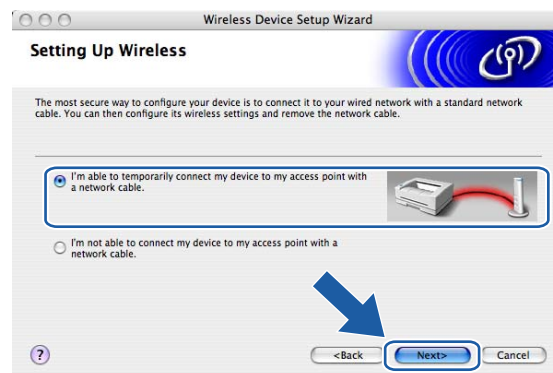 Wireless Device Setup Wizard
Setting Up Wireless
The most secure way to configure your device is to connect it to your wired network with a standard network
cable. You can then configure its wireless settings and remove the network cable.
I'm able to temporarily connect my device to my access point with
a network cable.
I'm not able to connect my device to my access point with a
network cable.
?
<Back
Next>
Cancel